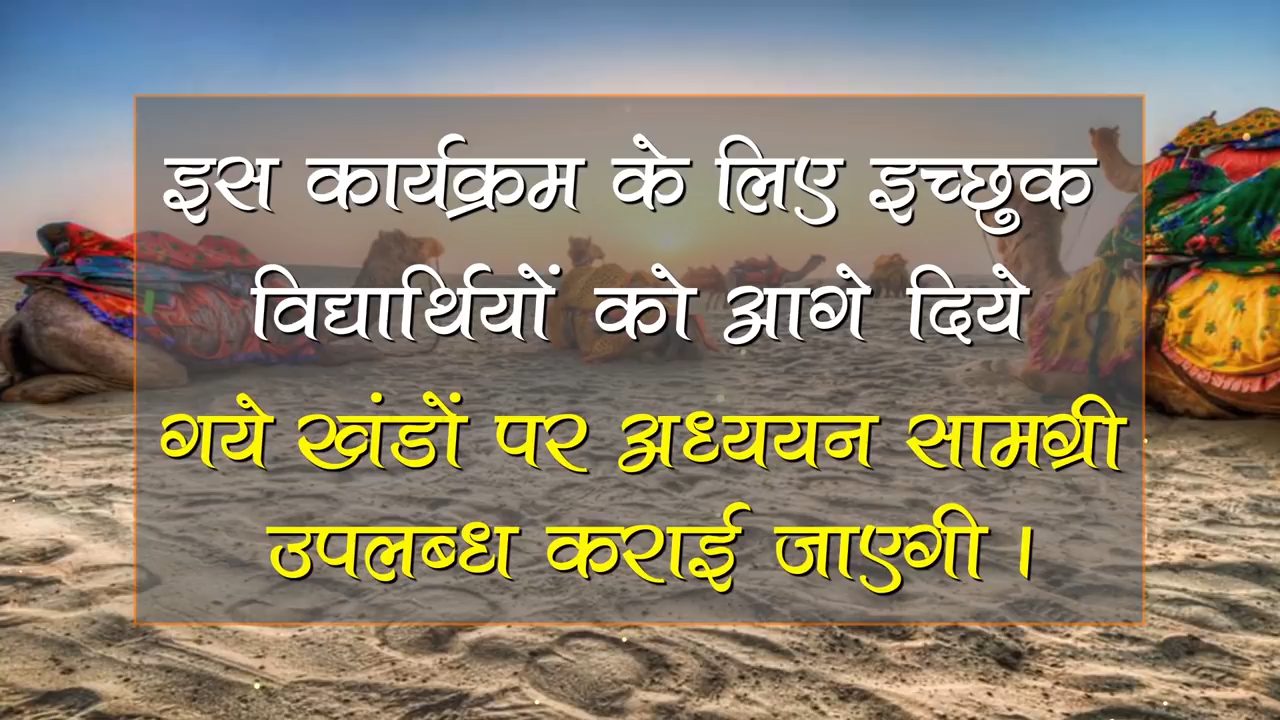 इस कार्यक्रम के लिए इच्छुक
विद्यार्थियों को आगे दिये
गये खंडों पर अध्ययन सामग्री
उपलब्ध कराई जाएगी ।